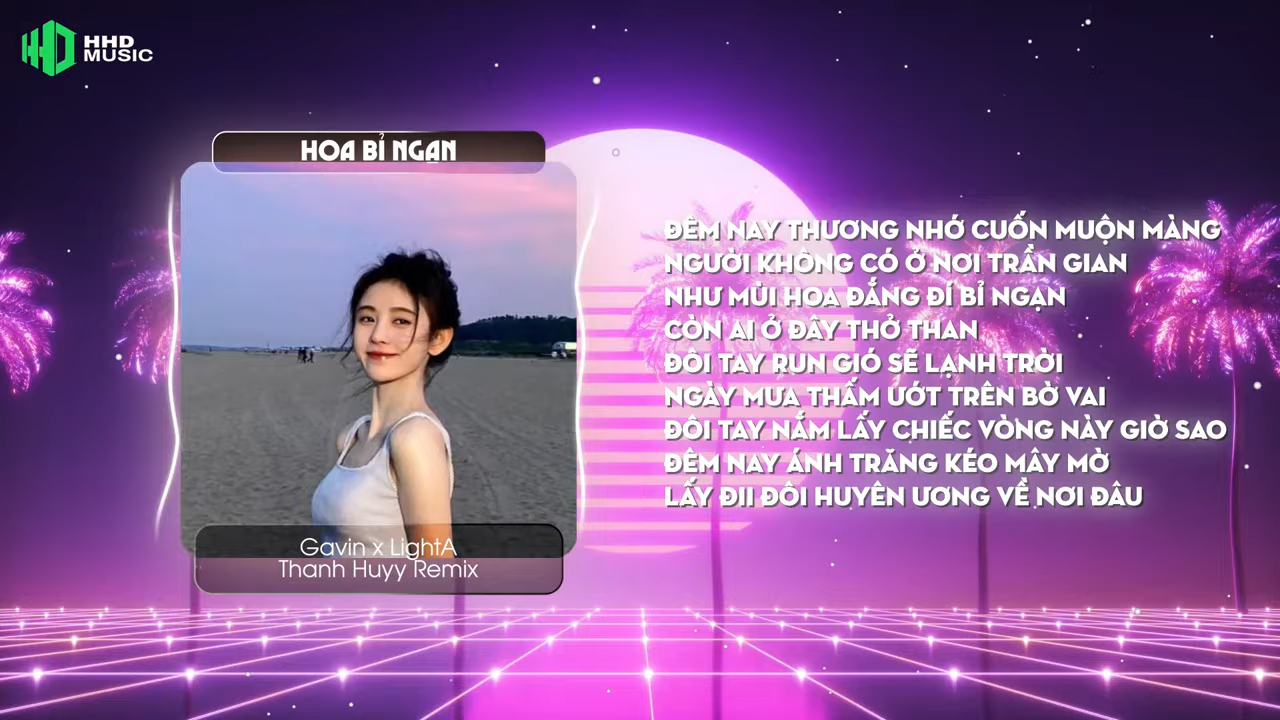 HHD
MUSIC
HOA BỈ NGẠN
Gavin x LightA
Thanh Huyy Remix
ĐÊM NAY THƯƠNG NHỚ CUỐN MUỘN MÀNG
NGƯỜI KHÔNG CÓ Ở NƠI TRẦN GIAN
NHƯ MÙI HOA ĐẮNG ĐÍ BỈ NGẠN
CÒN AI Ở ĐÂY THỞ THAN
ĐÔI TAY RUN GIÓ SẼ LẠNH TRỜI
NGÀY MƯA THẤM ƯỚT TRÊN BỜ VAI
ĐÔI TAY NẮM LẤY CHIẾC VÒNG NÀY GIỜ SAO
ĐÊM NAY ÁNH TRĂNG KÉO MÂY MỜ
LẤY ĐII ĐÔI HUYÊN ƯƠNG VỀ NƠI ĐÂU